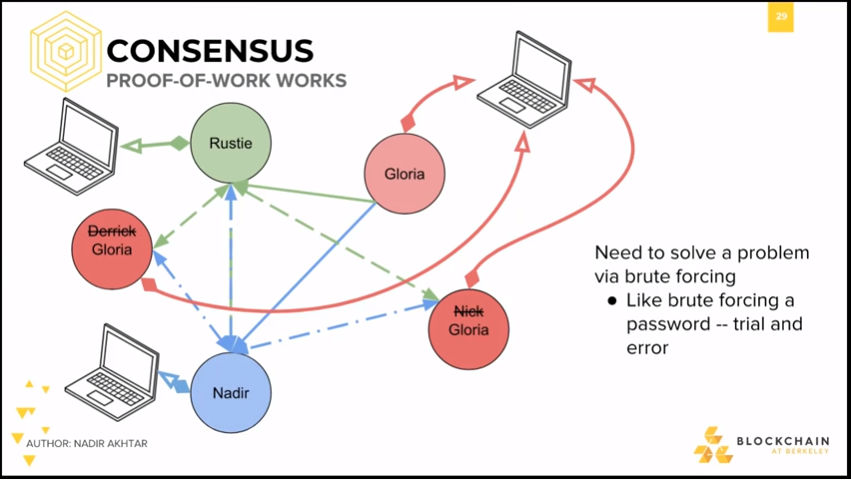 29
CONSENSUS
PROOF-OF-WORK WORKS
Rustie
Gloria
Derrick
Gloria
Nick
Gloria
Nadir
Need to solve a problem
via brute forcing
● Like brute forcing a
password -- trial and
error
AUTHOR: NADIR AKHTAR
BLOCKCHAIN
AT BERKELEY